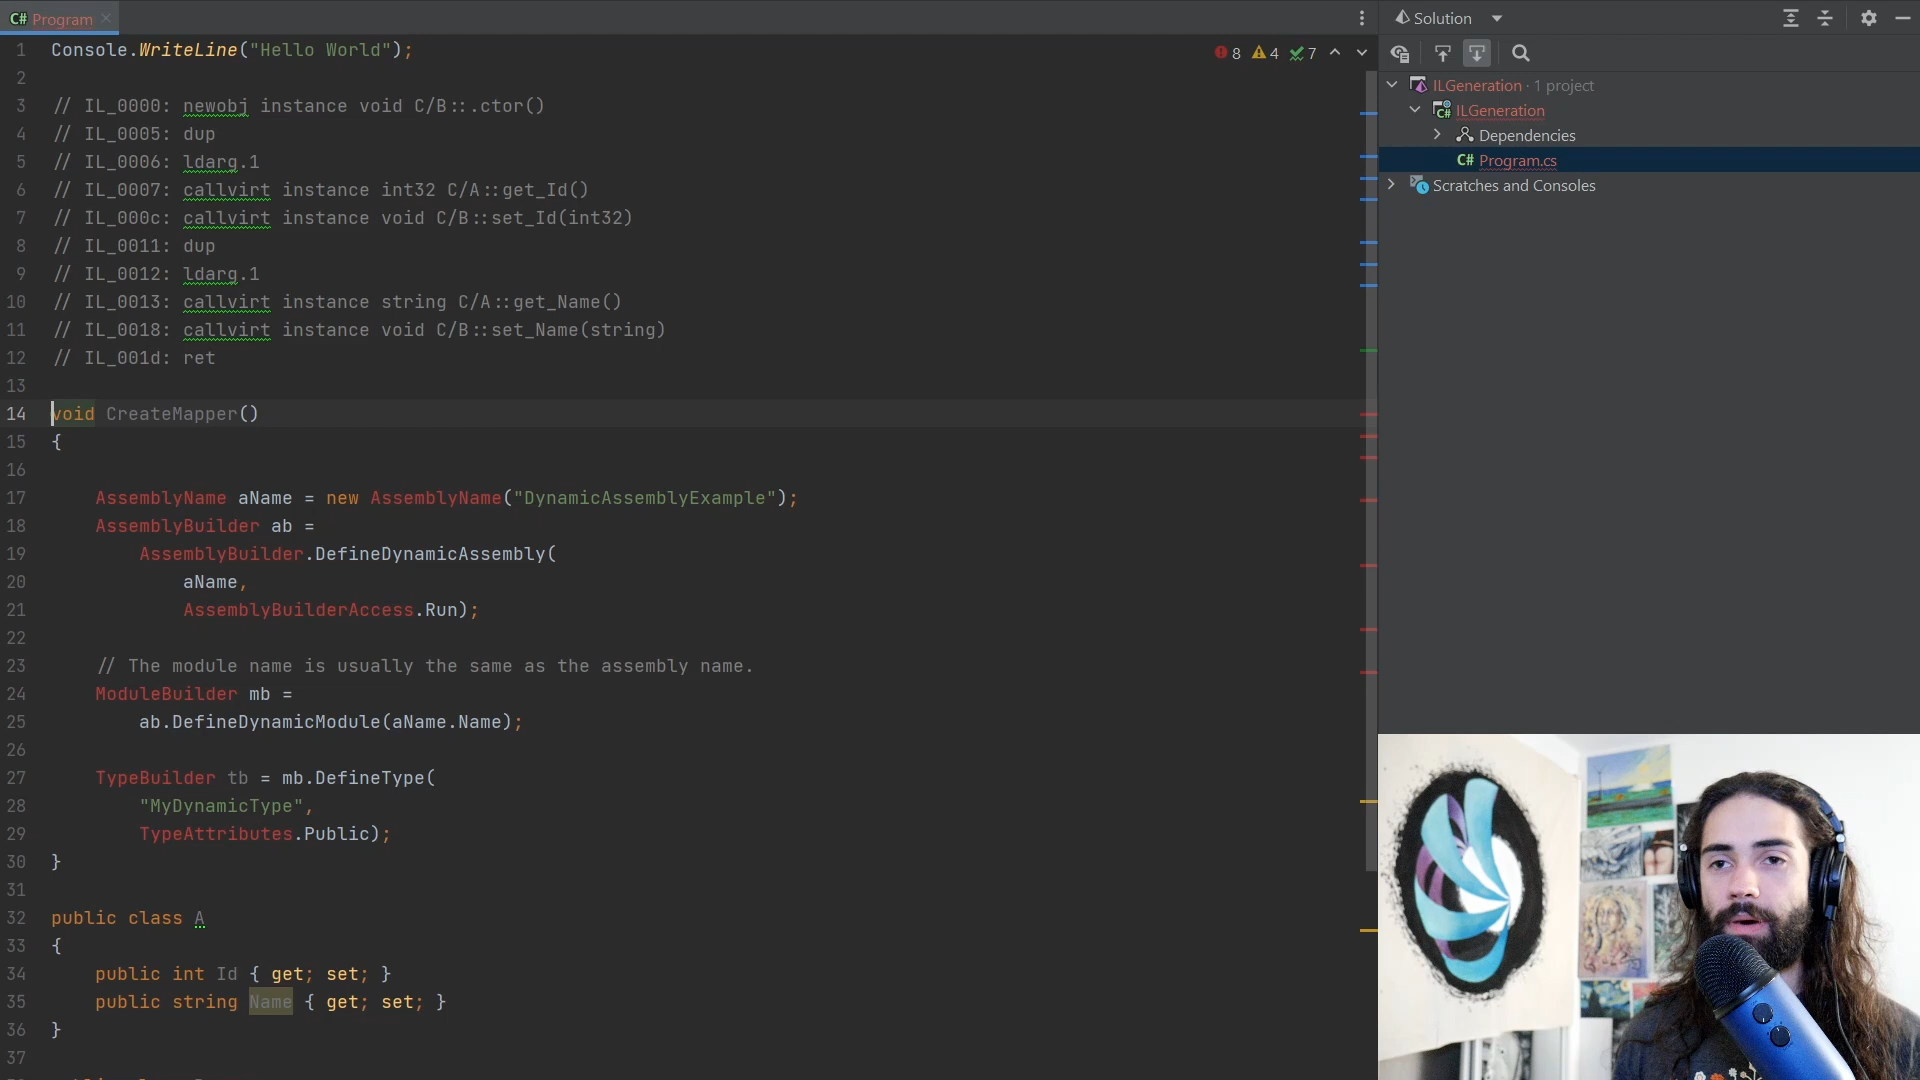 C# Program
Solution
1 Console.WriteLine("Hello World");
8 4 7
2
3 // IL_0000: newobj instance void C/B::.ctor()
4 // IL_0005: dup
5 // IL_0006: ldarg.1
6 // IL_0007: callvirt instance int32 C/A::get_Id()
7 // IL_000c: callvirt instance void C/B::set_Id(int32)
8 // IL_0011: dup
9 // IL_0012: ldarg.1
10 // IL_0013: callvirt instance string C/A::get_Name()
11 // IL_0018: callvirt instance void C/B::set_Name(string)
12 // IL_001d: ret
13
14 void CreateMapper()
15 {
16
17 AssemblyName aName = new AssemblyName("DynamicAssemblyExample");
18 AssemblyBuilder ab =
19 AssemblyBuilder.DefineDynamicAssembly(
20 aName,
21 AssemblyBuilderAccess.Run);
22
23 // The module name is usually the same as the assembly name.
24 ModuleBuilder mb =
25 ab.DefineDynamicModule(aName.Name);
26
27 TypeBuilder tb = mb.DefineType(
28 "MyDynamicType",
29 TypeAttributes.Public);
30 }
31
32 public class A
33 {
34 public int Id { get; set; }
35 public string Name { get; set; }
36 }
37
ILGeneration · 1 project
C# ILGeneration
Dependencies
C# Program.cs
Scratches and Consoles